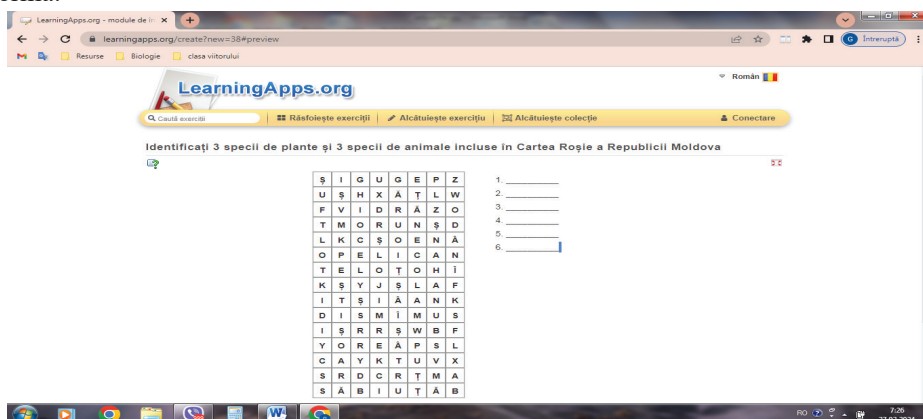 LearningApps.org - module de în
learningapps.org/create?new=38#preview
Întreruptă
Resurse Biologie clasa viitorului
LearningApps.org
Român
Caută exerciții Răsfoiește exerciții Alcătuiește exercițiu Alcătuiește colecție Conectare
Identificați 3 specii de plante și 3 specii de animale incluse în Cartea Roșie a Republicii Moldova
Ș I G U G E P Z
U Ș H X Ă Ț L W
F V I D R Ă Z O
T M O R U N Ș D
L K C Ș O E N Â
O P E L I C A N
T E L O Ț O H Î
K Ș Y J Ș L A F
I T Ș I Ă A N K
D I S M Î M U S
I Ș R R Ș W B F
Y O R E Â P S L
C A Y K T U V X
S R D C R Ț M A
S Ă B I U Ț Ă B
1.
2.
3.
4.
5.
6.
RO
7:26